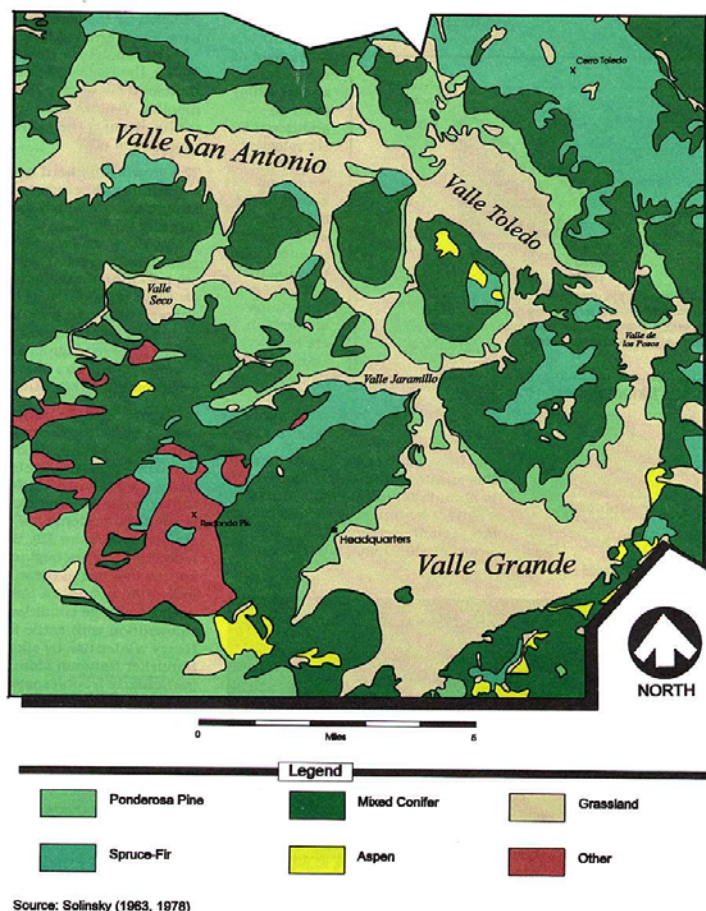 Cerro Toledo
x
Valle San Antonio
Valle Toledo
Valle
Seco
Valle de
los Posos
Valle Jaramillo
x
Redondo Pk.
Headquarters
Valle Grande
NORTH
0
5
Miles
Legend
Ponderosa Pine
Mixed Conifer
Grassland
Spruce-Fir
Aspen
Other
Source: Solinsky (1963, 1978)